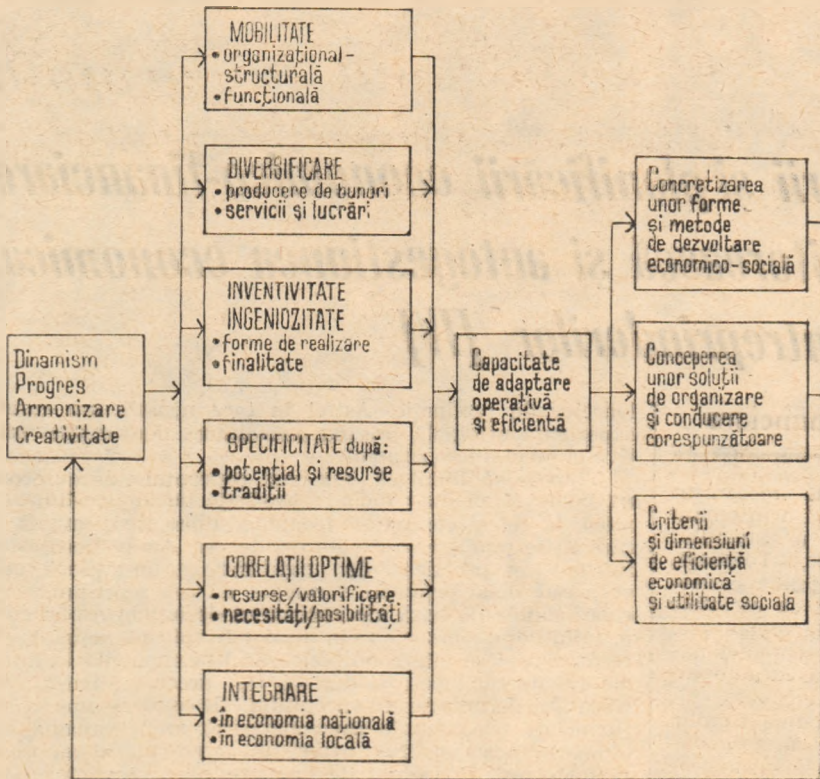 Dinamism
Progres
Armonizare
Creativitate
MOBILITATE
• organizațional-
structurală
• funcțională
DIVERSIFICARE
• producere de bunuri
• servicii și lucrări
INVENTIVITATE
INGENIOZITATE
• forme de realizare
• finalitate
SPECIFICITATE după:
• potențial și resurse
• tradiții
CORELAȚII OPTIME
• resurse/valorificare
• necesități/posibilități
INTEGRARE
• în economia națională
• în economia locală
Capacitate
de adaptare
operativă
și eficientă
Concretizarea
unor forme
și metode
de dezvoltare
economico-socială
Conceperea
unor soluții
de organizare
și conducere
corespunzătoare
Criterii
și dimensiuni
de eficiență
economică
și utilitate socială